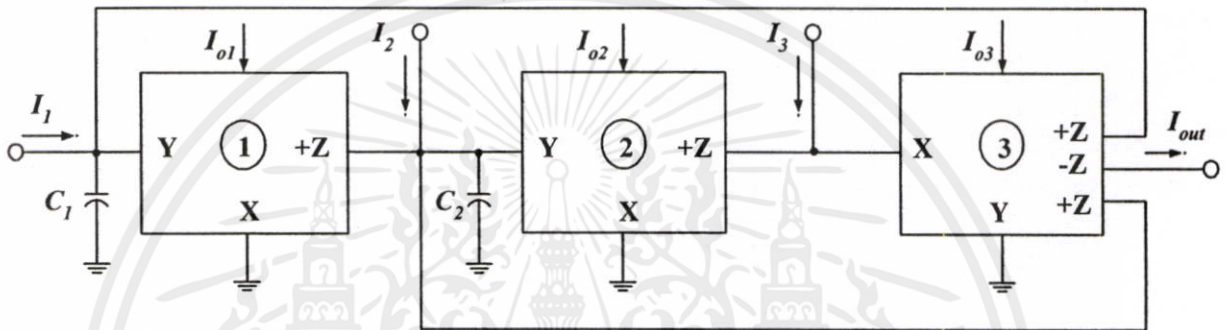 I_o1
I_2
I_o2
I_3
I_o3
I_1
Y
1
+Z
X
C_1
C_2
Y
2
+Z
X
X
3
Y
+Z
-Z
+Z
I_out